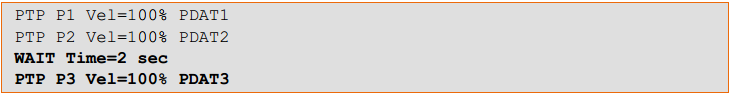 PTP P1 Vel=100% PDAT1
PTP P2 Vel=100% PDAT2
WAIT Time=2 sec
PTP P3 Vel=100% PDAT3